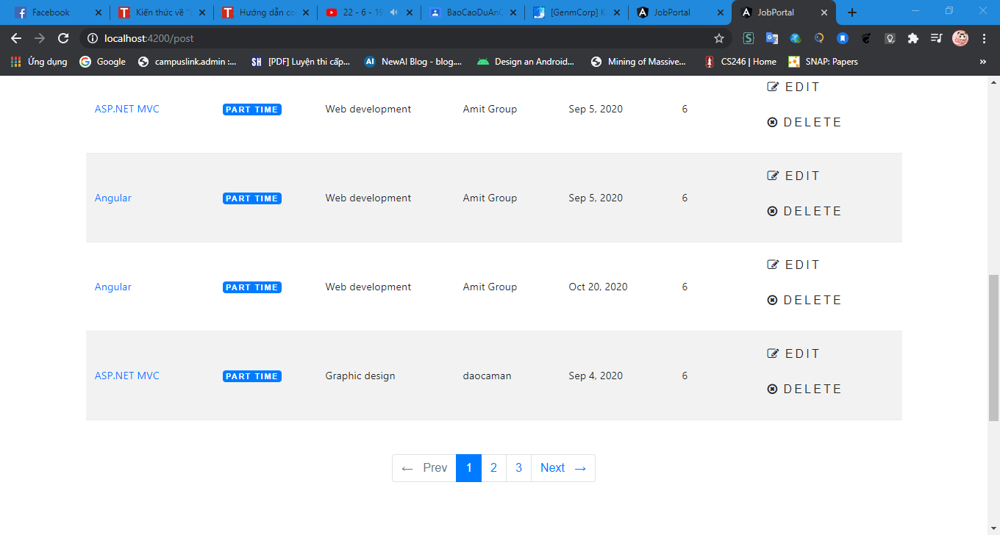 Facebook
Kiến thức về "
Hướng dẫn co
22 - 6 - 19
BaoCaoDuAn
[GenmCorp] K
JobPortal
JobPortal
localhost:4200/post
Ứng dụng
Google
campuslink.admin :...
SH [PDF] Luyện thi cấp...
AI NewAI Blog - blog....
Design an Android...
Mining of Massive...
CS246 | Home
SNAP: Papers
»
EDIT
ASP.NET MVC PART TIME Web development Amit Group Sep 5, 2020 6
DELETE
EDIT
Angular PART TIME Web development Amit Group Sep 5, 2020 6
DELETE
EDIT
Angular PART TIME Web development Amit Group Oct 20, 2020 6
DELETE
EDIT
ASP.NET MVC PART TIME Graphic design daocaman Sep 4, 2020 6
DELETE
← Prev 1 2 3 Next →